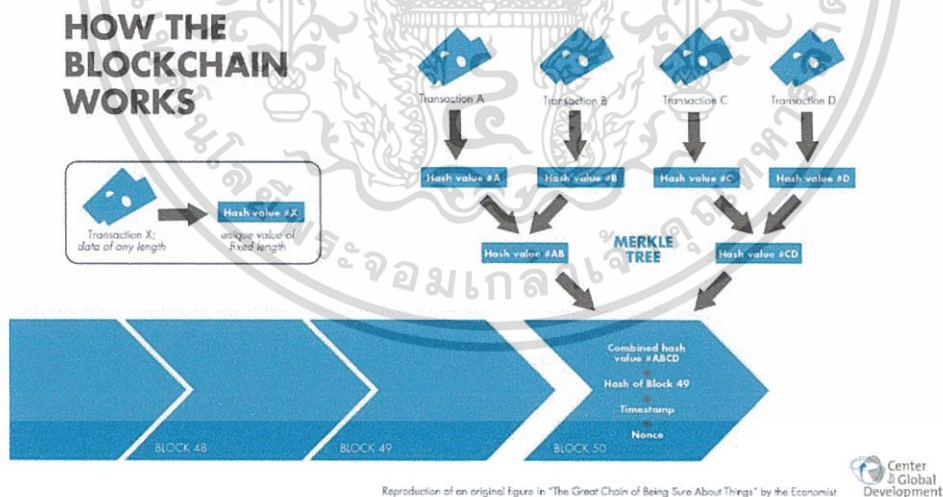 HOW THE
BLOCKCHAIN
WORKS
Transaction A
Transaction B
Transaction C
Transaction D
Hash value #A
Hash value #B
Hash value #C
Hash value #D
Transaction X;
data of any length
Hash value #X
unique value of
fixed length
Hash value #AB
MERKLE
TREE
Hash value #CD
Combined hash
value #ABCD
Hash of Block 49
Timestamp
Nonce
BLOCK 48
BLOCK 49
BLOCK 50
Reproduction of an original figure in "The Great Chain of Being Sure About Things" by the Economist
Center
Global
Development